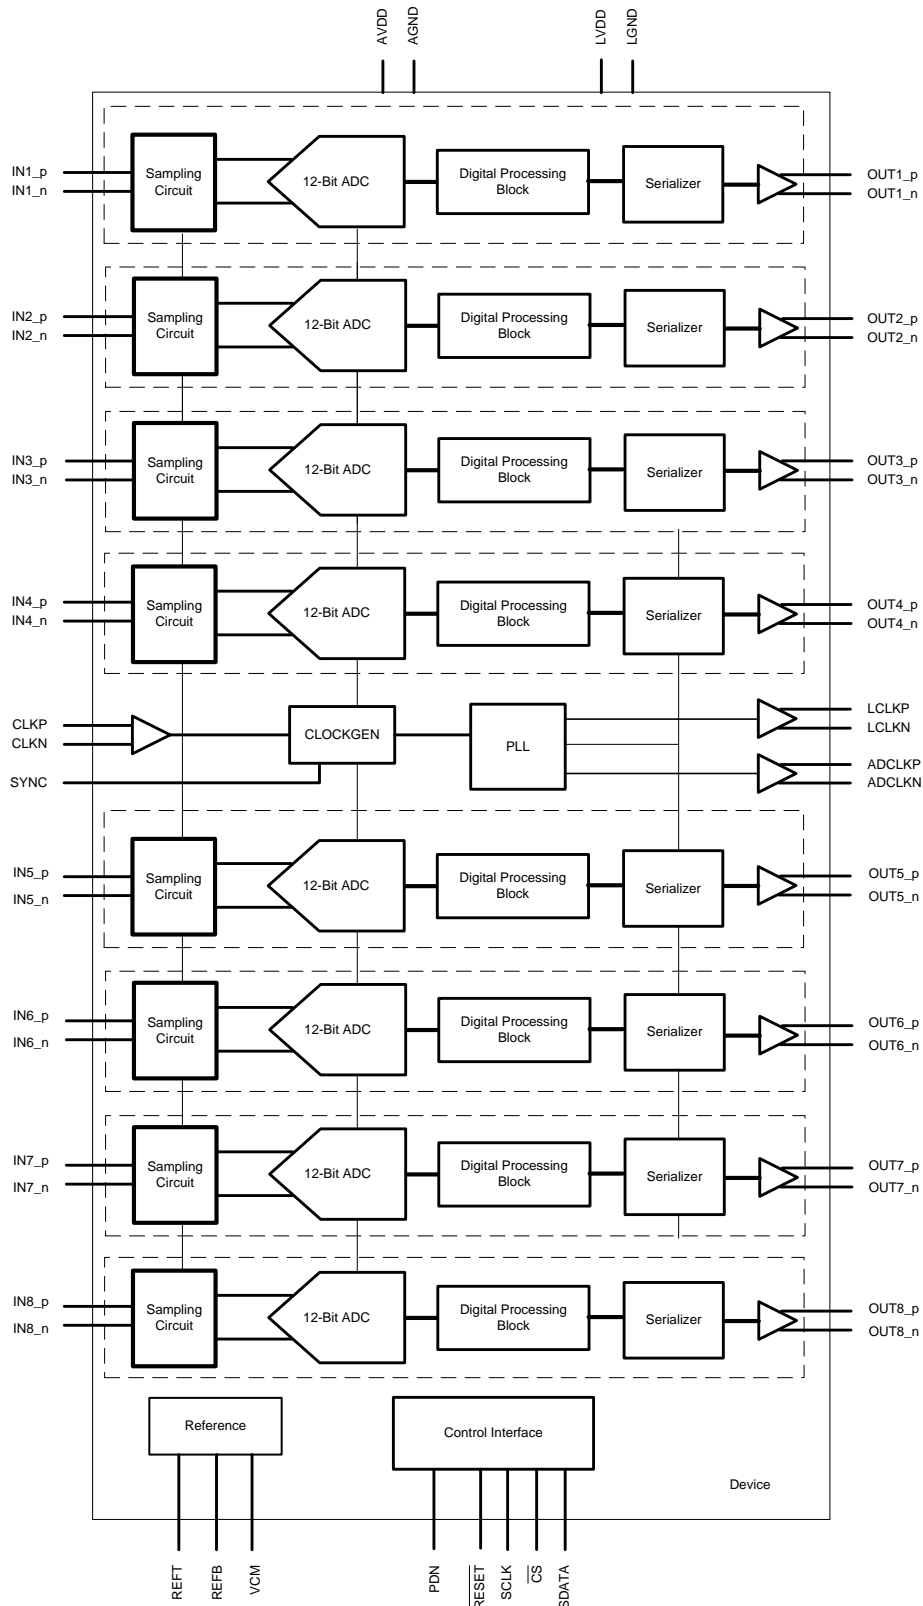 AVDD
AGND
LVDD
LGND
IN1_p
IN1_n
Sampling
Circuit
12-Bit ADC
Digital Processing
Block
Serializer
OUT1_p
OUT1_n
IN2_p
IN2_n
Sampling
Circuit
12-Bit ADC
Digital Processing
Block
Serializer
OUT2_p
OUT2_n
IN3_p
IN3_n
Sampling
Circuit
12-Bit ADC
Digital Processing
Block
Serializer
OUT3_p
OUT3_n
IN4_p
IN4_n
Sampling
Circuit
12-Bit ADC
Digital Processing
Block
Serializer
OUT4_p
OUT4_n
CLKP
CLKN
SYNC
CLOCKGEN
PLL
LCLKP
LCLKN
ADCLKP
ADCLKN
IN5_p
IN5_n
Sampling
Circuit
12-Bit ADC
Digital Processing
Block
Serializer
OUT5_p
OUT5_n
IN6_p
IN6_n
Sampling
Circuit
12-Bit ADC
Digital Processing
Block
Serializer
OUT6_p
OUT6_n
IN7_p
IN7_n
Sampling
Circuit
12-Bit ADC
Digital Processing
Block
Serializer
OUT7_p
OUT7_n
IN8_p
IN8_n
Sampling
Circuit
12-Bit ADC
Digital Processing
Block
Serializer
OUT8_p
OUT8_n
Reference
Control Interface
Device
REFT
REFB
VCM
PDN
RESET
SCLK
CS
SDATA